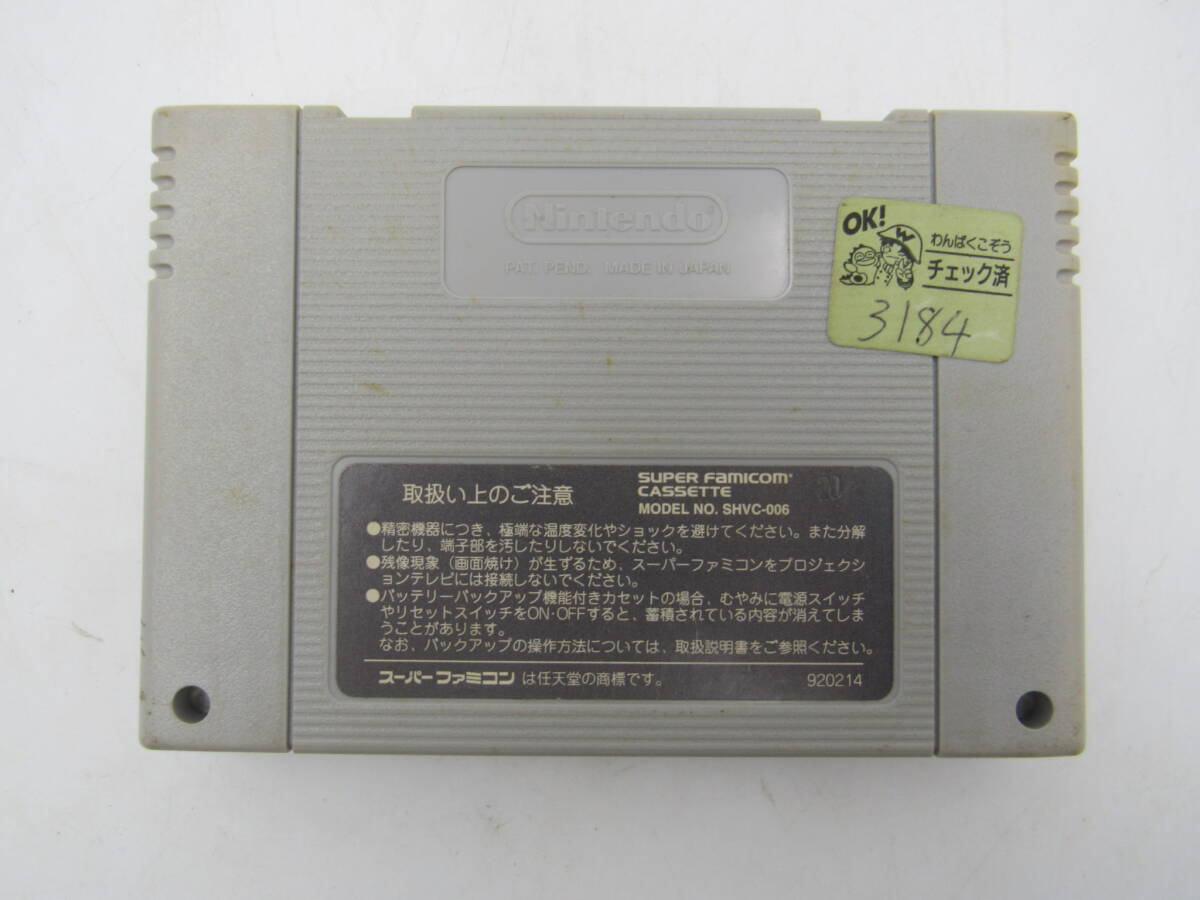 Nintendo®
PAT. PEND. MADE IN JAPAN
OK!
わんぱくこぞう
チェック済
3184
取扱い上のご注意
SUPER FAMICOM
CASSETTE
MODEL NO. SHVC-006
●精密機器につき、極端な温度変化やショックを避けてください。また分解
したり、端子部を汚したりしないでください。
●残像現象（画面焼け）が生ずるため、スーパーファミコンをプロジェクシ
ョンテレビには接続しないでください。
●バッテリーバックアップ機能付きカセットの場合、むやみに電源スイッチ
やリセットスイッチをON·OFFすると、蓄積されている内容が消えてしま
うことがあります。
なお、バックアップの操作方法については、取扱説明書をご参照ください。
スーパーファミコン は任天堂の商標です。
920214